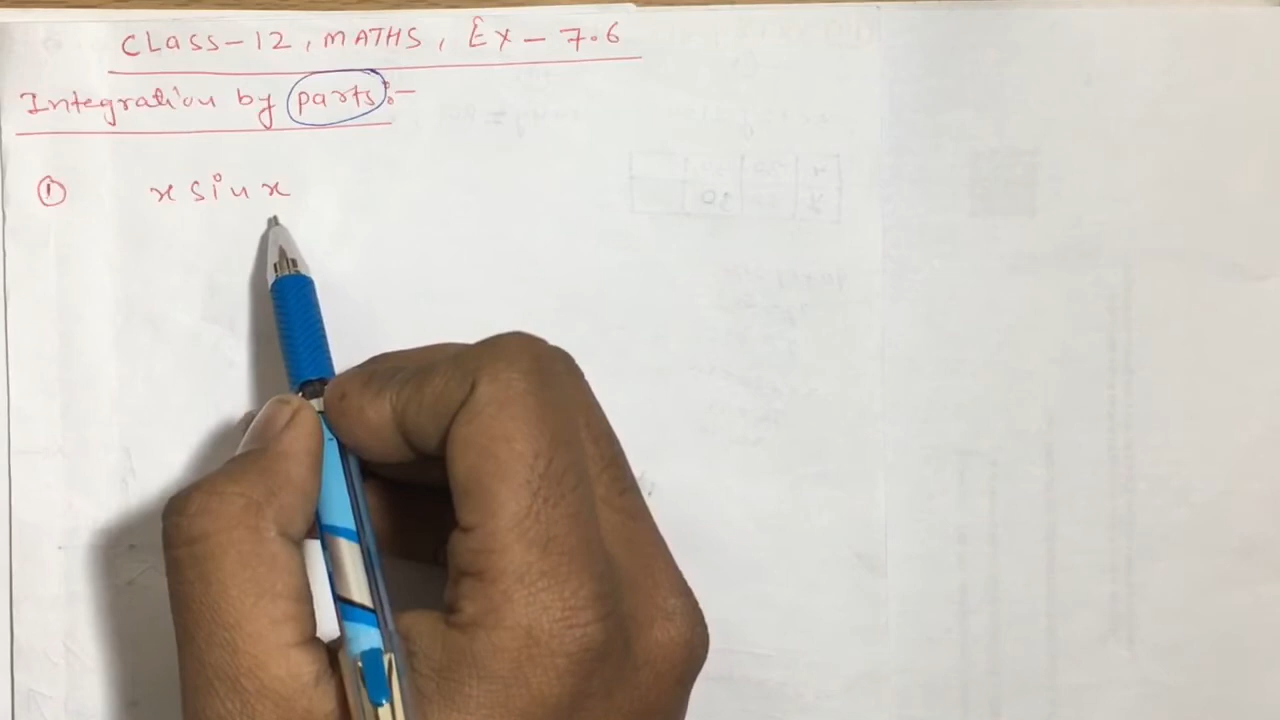 CLASS-12, MATHS, Ex-7.6
Integration by parts:-
① x sin x